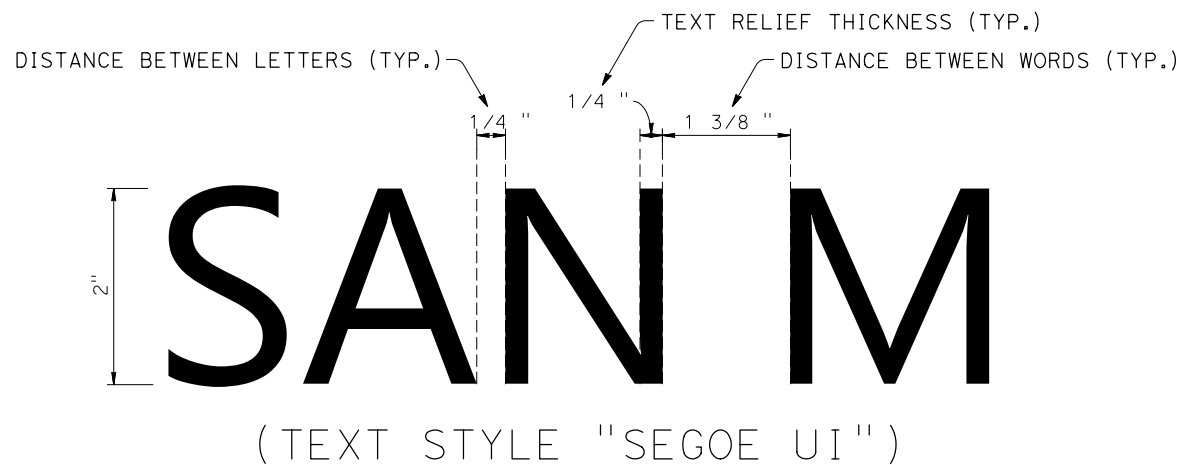 TEXT RELIEF THICKNESS (TYP.)
DISTANCE BETWEEN LETTERS (TYP.)
DISTANCE BETWEEN WORDS (TYP.)
1/4 "
1/4 "
1 3/8 "
2"
SAN M
(TEXT STYLE "SEGOE UI")